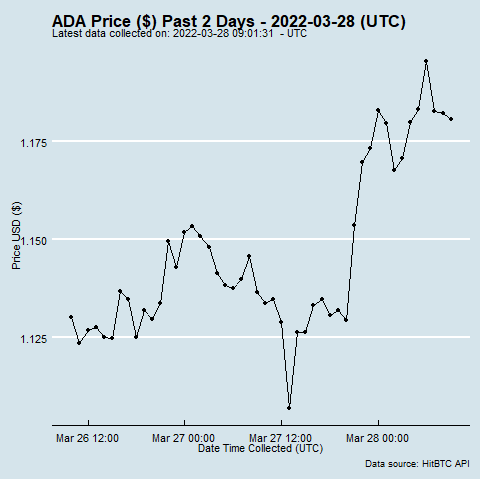 ADA Price ($) Past 2 Days - 2022-03-28 (UTC)
Latest data collected on: 2022-03-28 09:01:31 - UTC
Price USD ($)
1.175
1.150
1.125
Mar 26 12:00
Mar 27 00:00
Mar 27 12:00
Mar 28 00:00
Date Time Collected (UTC)
Data source: HitBTC API